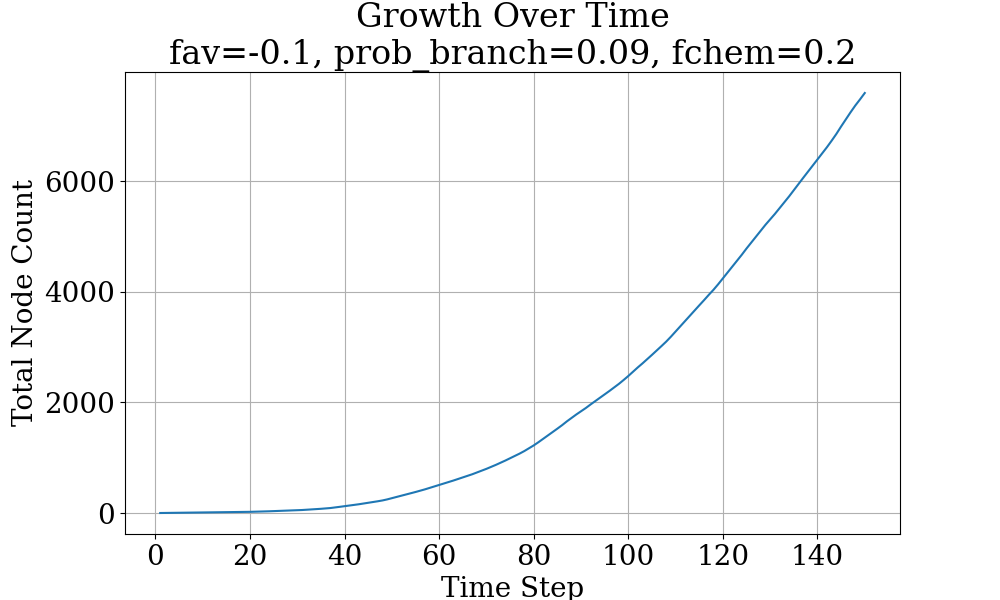 Growth Over Time
fav=-0.1, prob_branch=0.09, fchem=0.2
Total Node Count
6000
4000
2000
0
0 20 40 60 80 100 120 140
Time Step